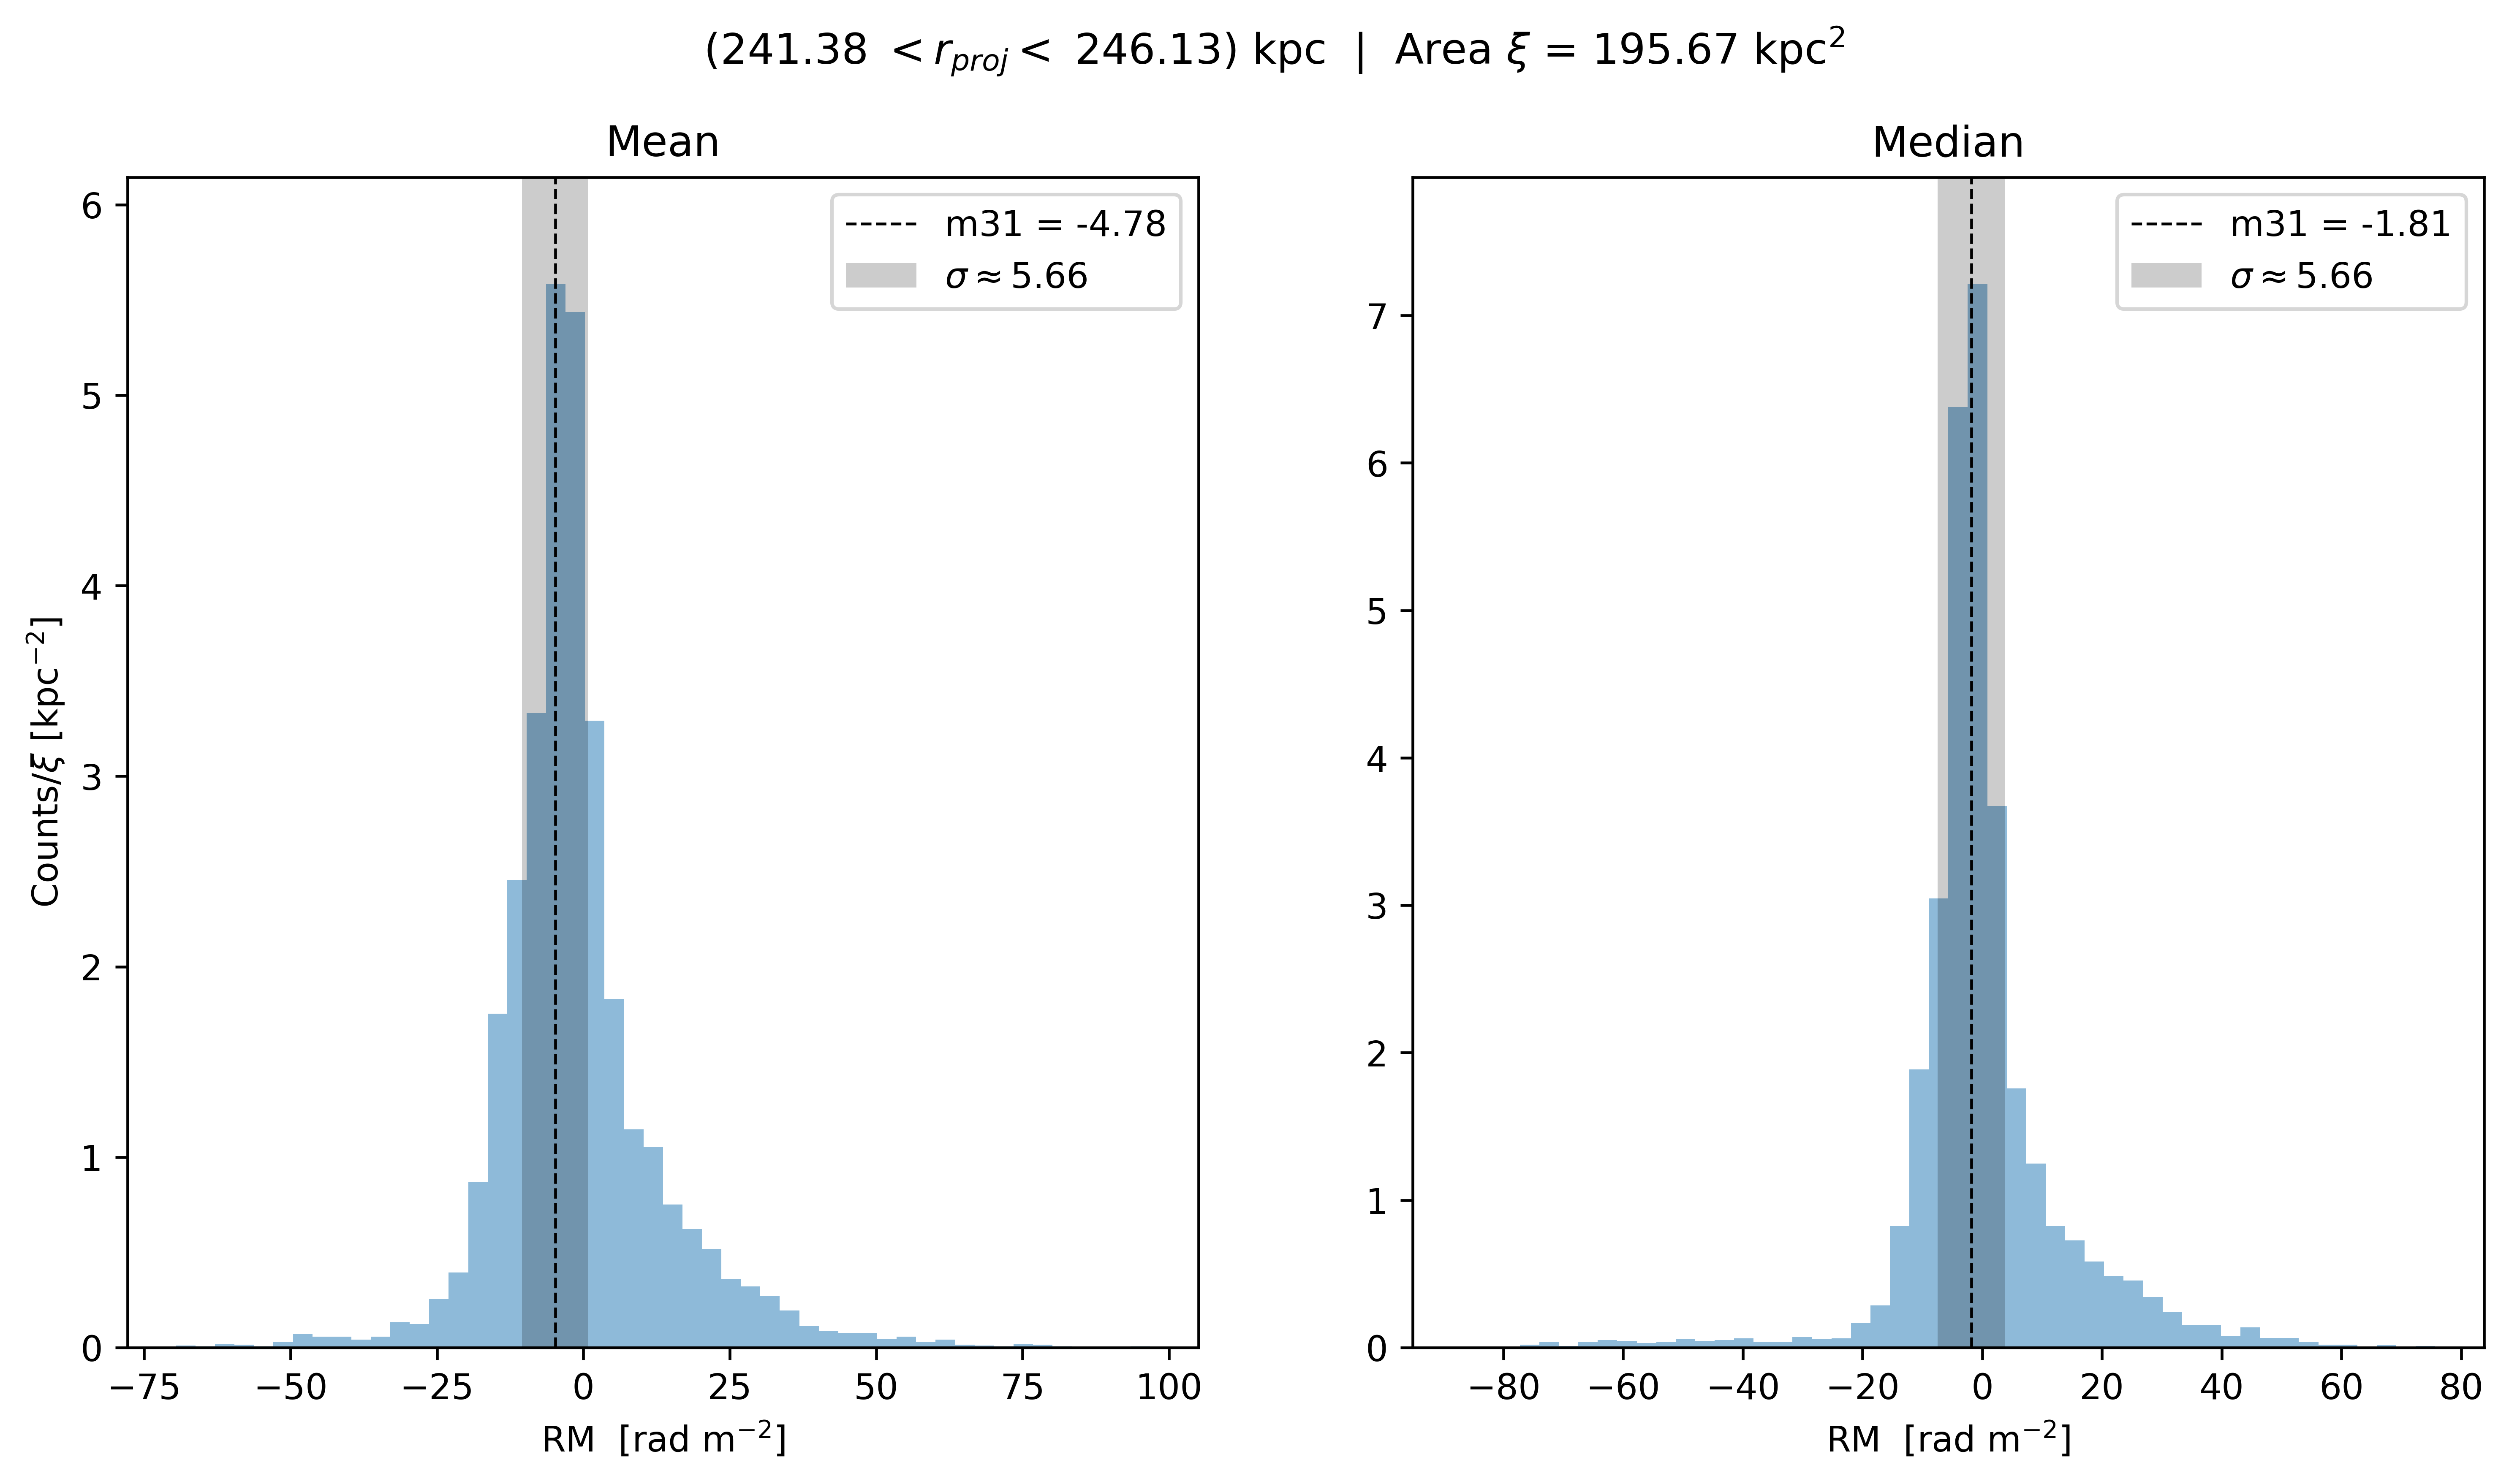 (241.38 < r_proj < 246.13) kpc | Area ξ = 195.67 kpc²
Mean
m31 = -4.78
σ ≈ 5.66
Counts/ξ [kpc⁻²]
6
5
4
3
2
1
0
−75 −50 −25 0 25 50 75 100
RM [rad m⁻²]
Median
m31 = -1.81
σ ≈ 5.66
7
6
5
4
3
2
1
0
−80 −60 −40 −20 0 20 40 60 80
RM [rad m⁻²]